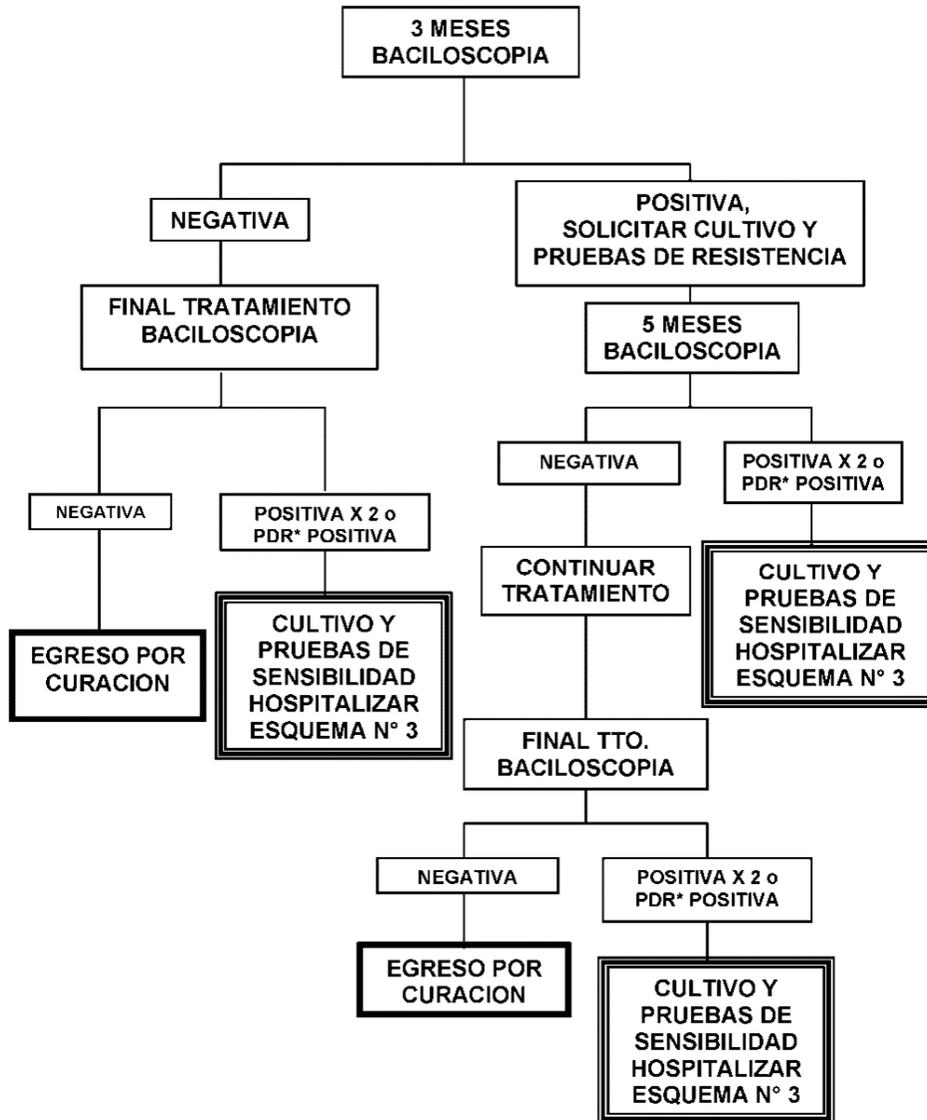 3 MESES
BACILOSCOPIA
NEGATIVA
POSITIVA,
SOLICITAR CULTIVO Y
PRUEBAS DE RESISTENCIA
FINAL TRATAMIENTO
BACILOSCOPIA
5 MESES
BACILOSCOPIA
NEGATIVA
POSITIVA X 2 o
PDR* POSITIVA
NEGATIVA
POSITIVA X 2 o
PDR* POSITIVA
EGRESO POR
CURACION
CULTIVO Y
PRUEBAS DE
SENSIBILIDAD
HOSPITALIZAR
ESQUEMA N° 3
CONTINUAR
TRATAMIENTO
CULTIVO Y
PRUEBAS DE
SENSIBILIDAD
HOSPITALIZAR
ESQUEMA N° 3
FINAL TTO.
BACILOSCOPIA
NEGATIVA
POSITIVA X 2 o
PDR* POSITIVA
EGRESO POR
CURACION
CULTIVO Y
PRUEBAS DE
SENSIBILIDAD
HOSPITALIZAR
ESQUEMA N° 3